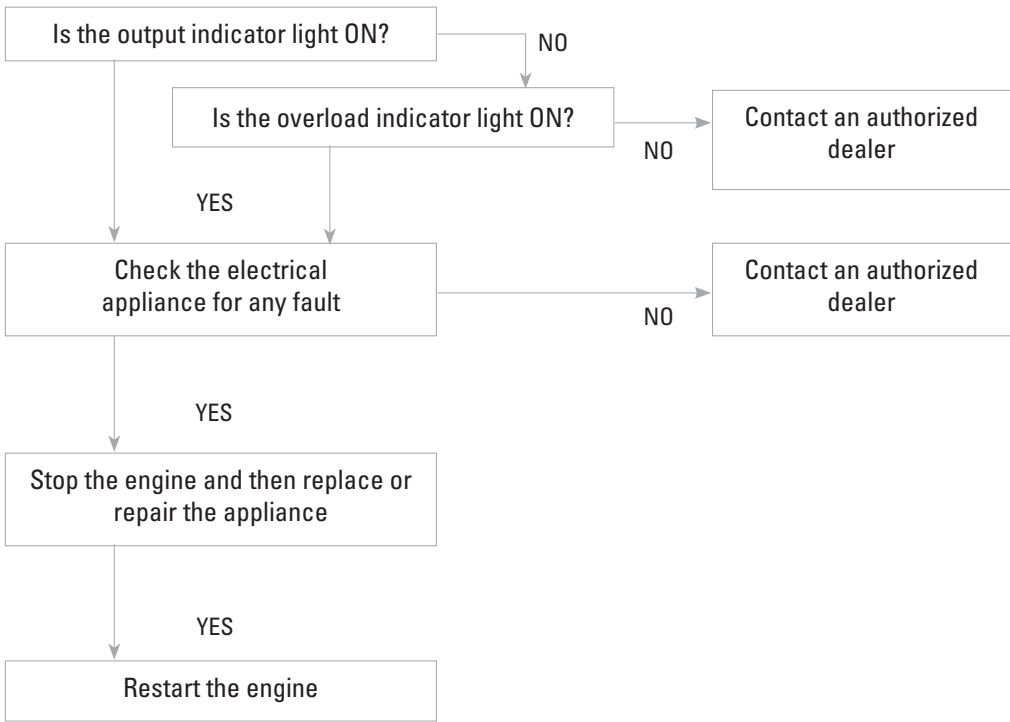 Is the output indicator light ON?
NO
Is the overload indicator light ON?
NO
Contact an authorized
dealer
YES
Check the electrical
appliance for any fault
NO
Contact an authorized
dealer
YES
Stop the engine and then replace or
repair the appliance
YES
Restart the engine